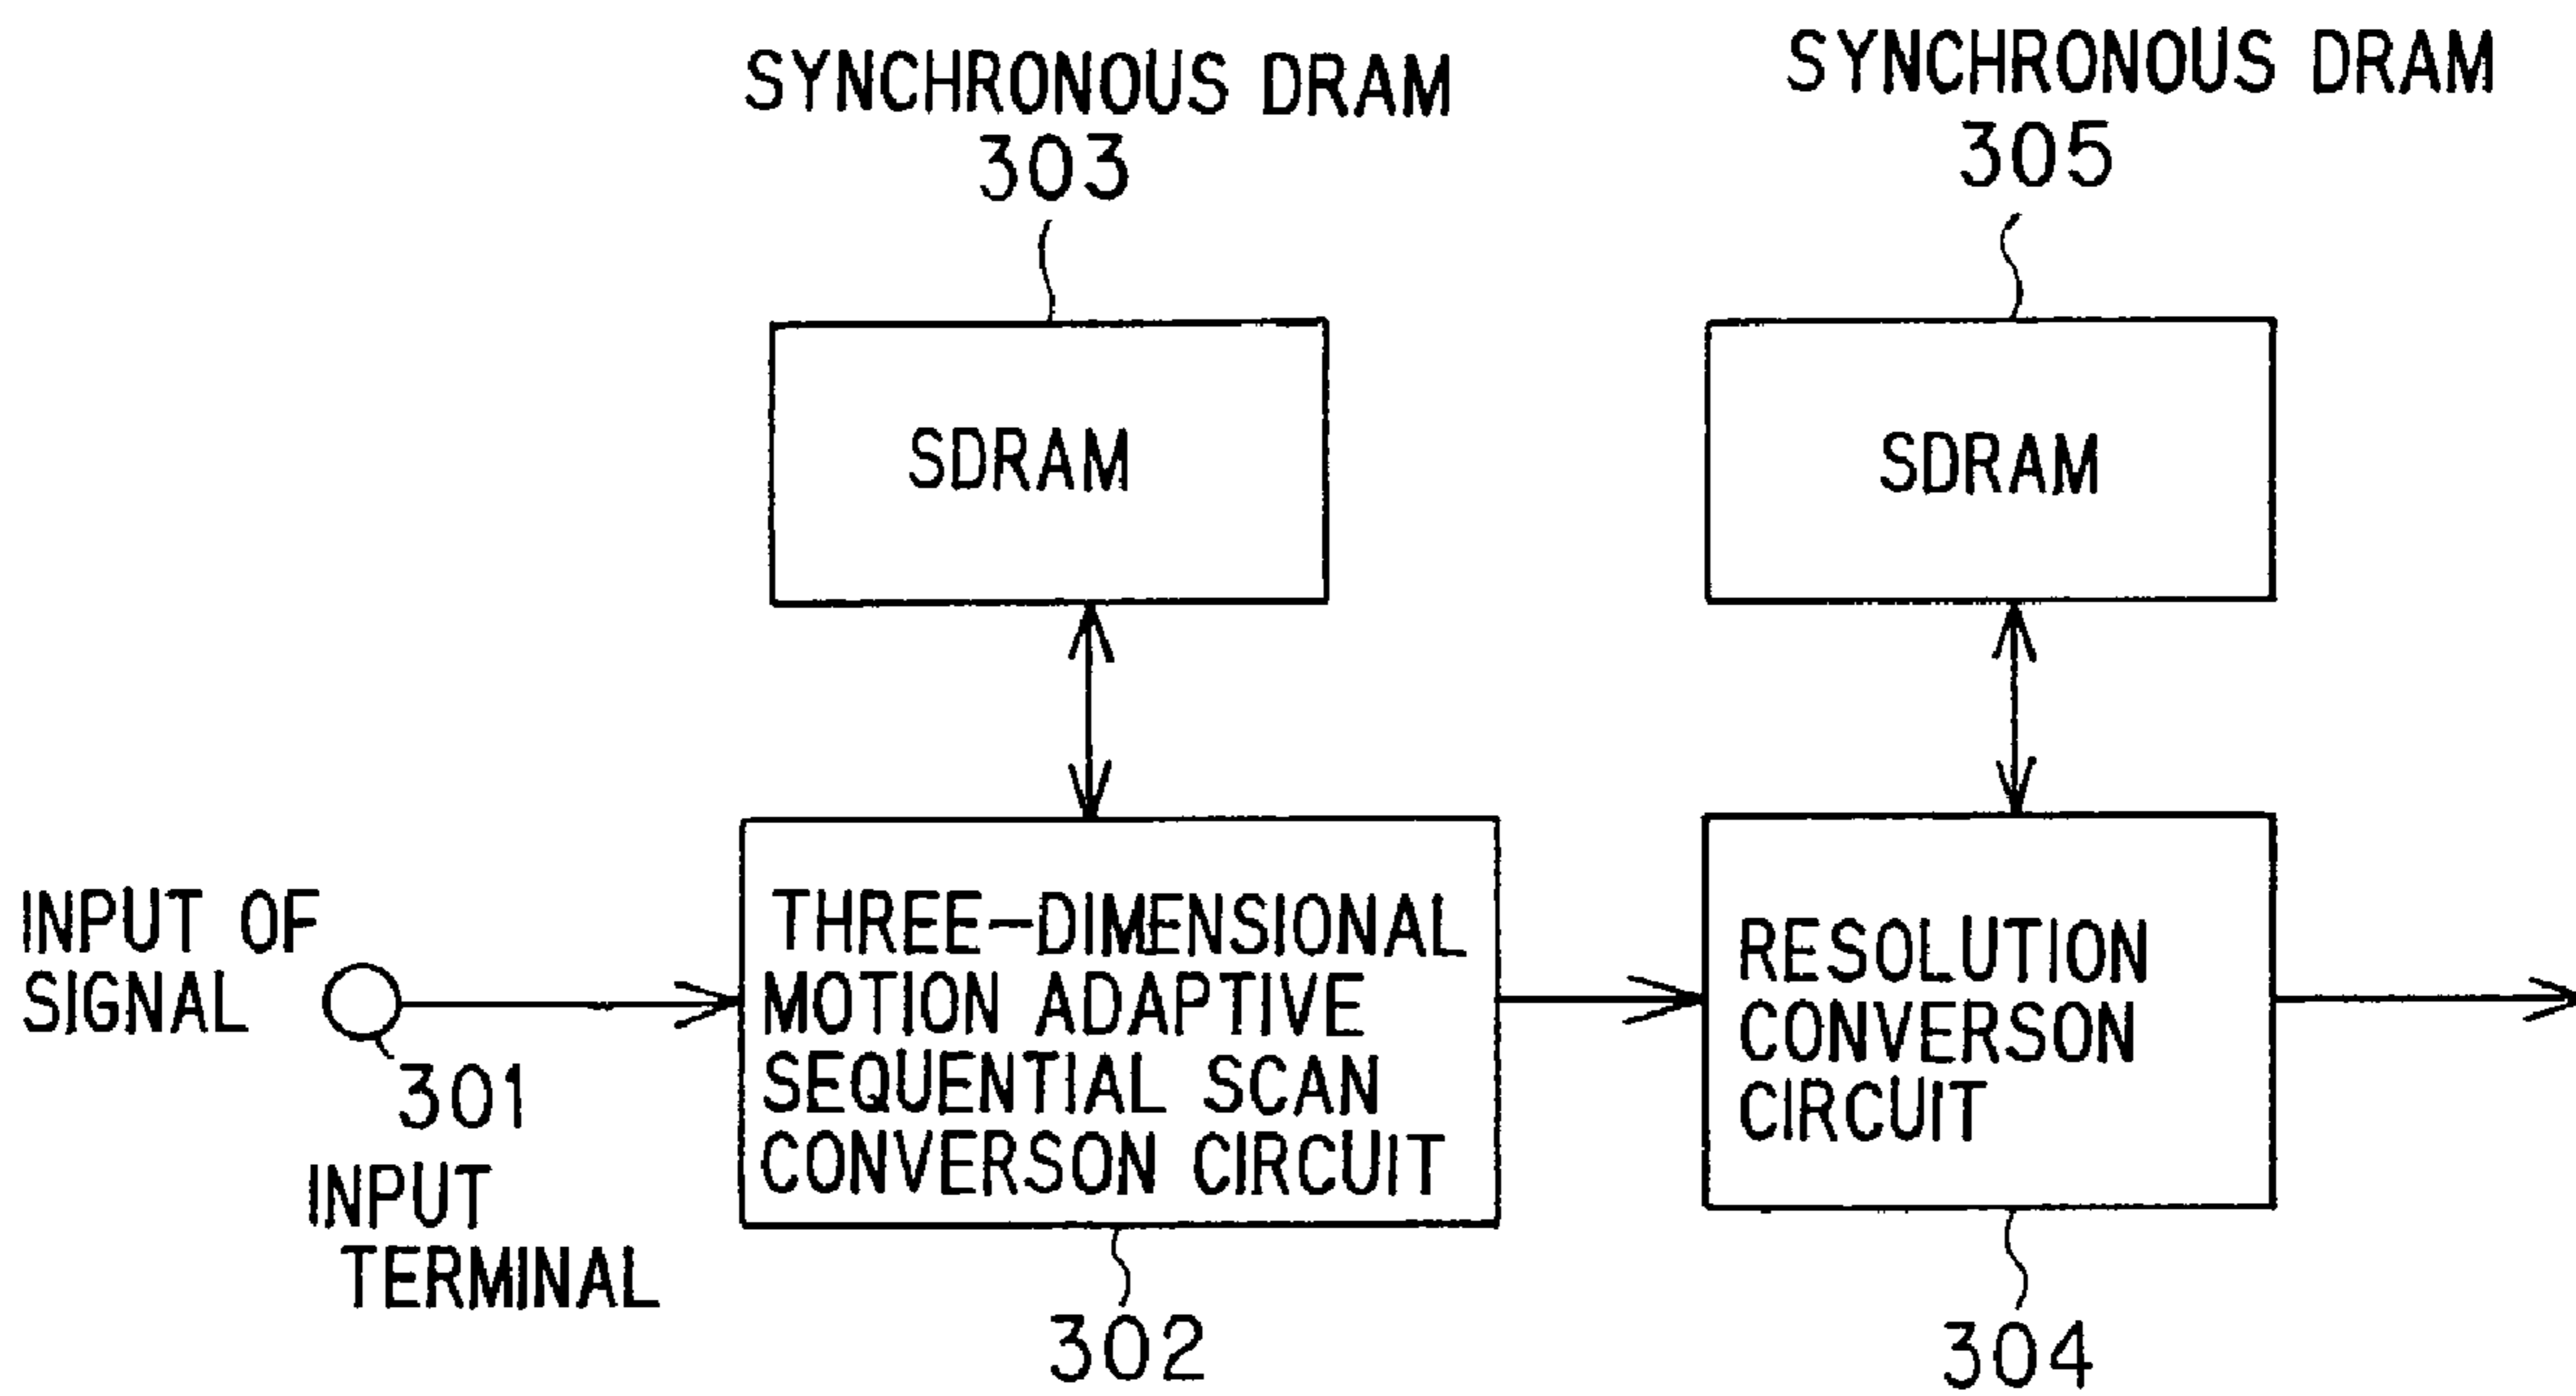 SYNCHRONOUS DRAM
303
SYNCHRONOUS DRAM
305
SDRAM
SDRAM
INPUT OF
SIGNAL
301
INPUT
TERMINAL
THREE-DIMENSIONAL
MOTION ADAPTIVE
SEQUENTIAL SCAN
CONVERSON CIRCUIT
302
RESOLUTION
CONVERSON
CIRCUIT
304